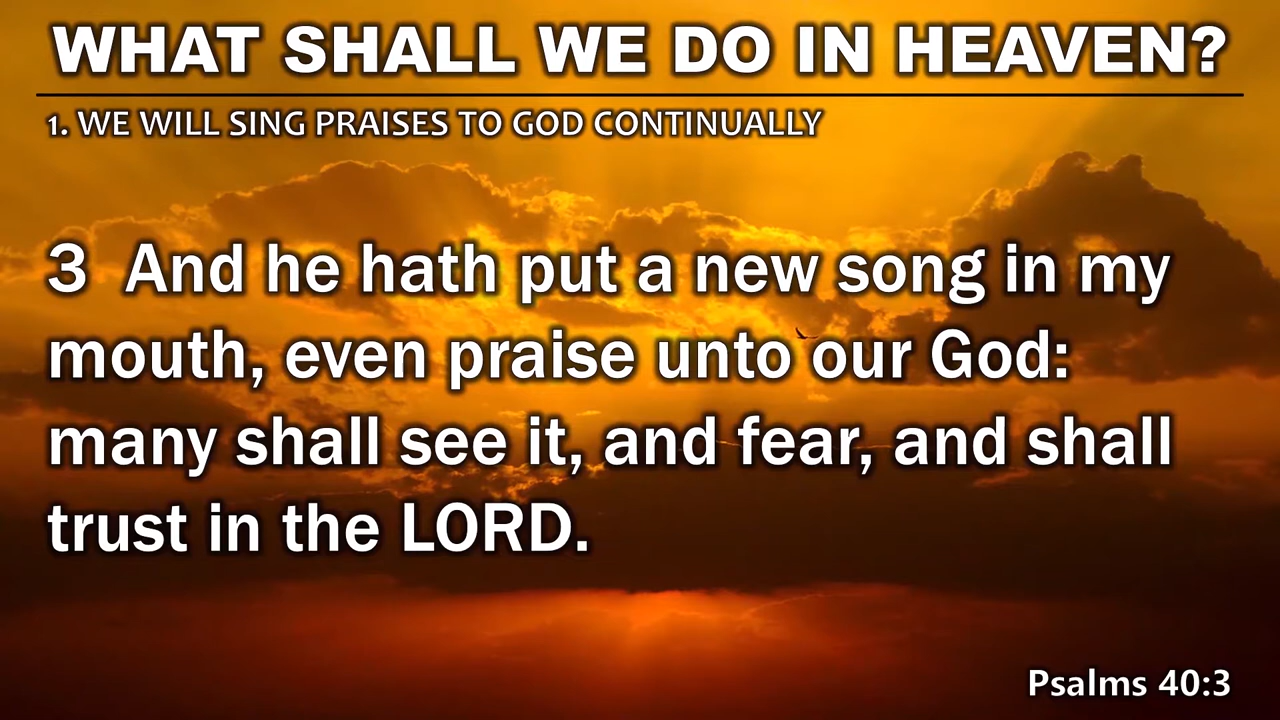 WHAT SHALL WE DO IN HEAVEN?
1. WE WILL SING PRAISES TO GOD CONTINUALLY
3 And he hath put a new song in my
mouth, even praise unto our God:
many shall see it, and fear, and shall
trust in the LORD.
Psalms 40:3